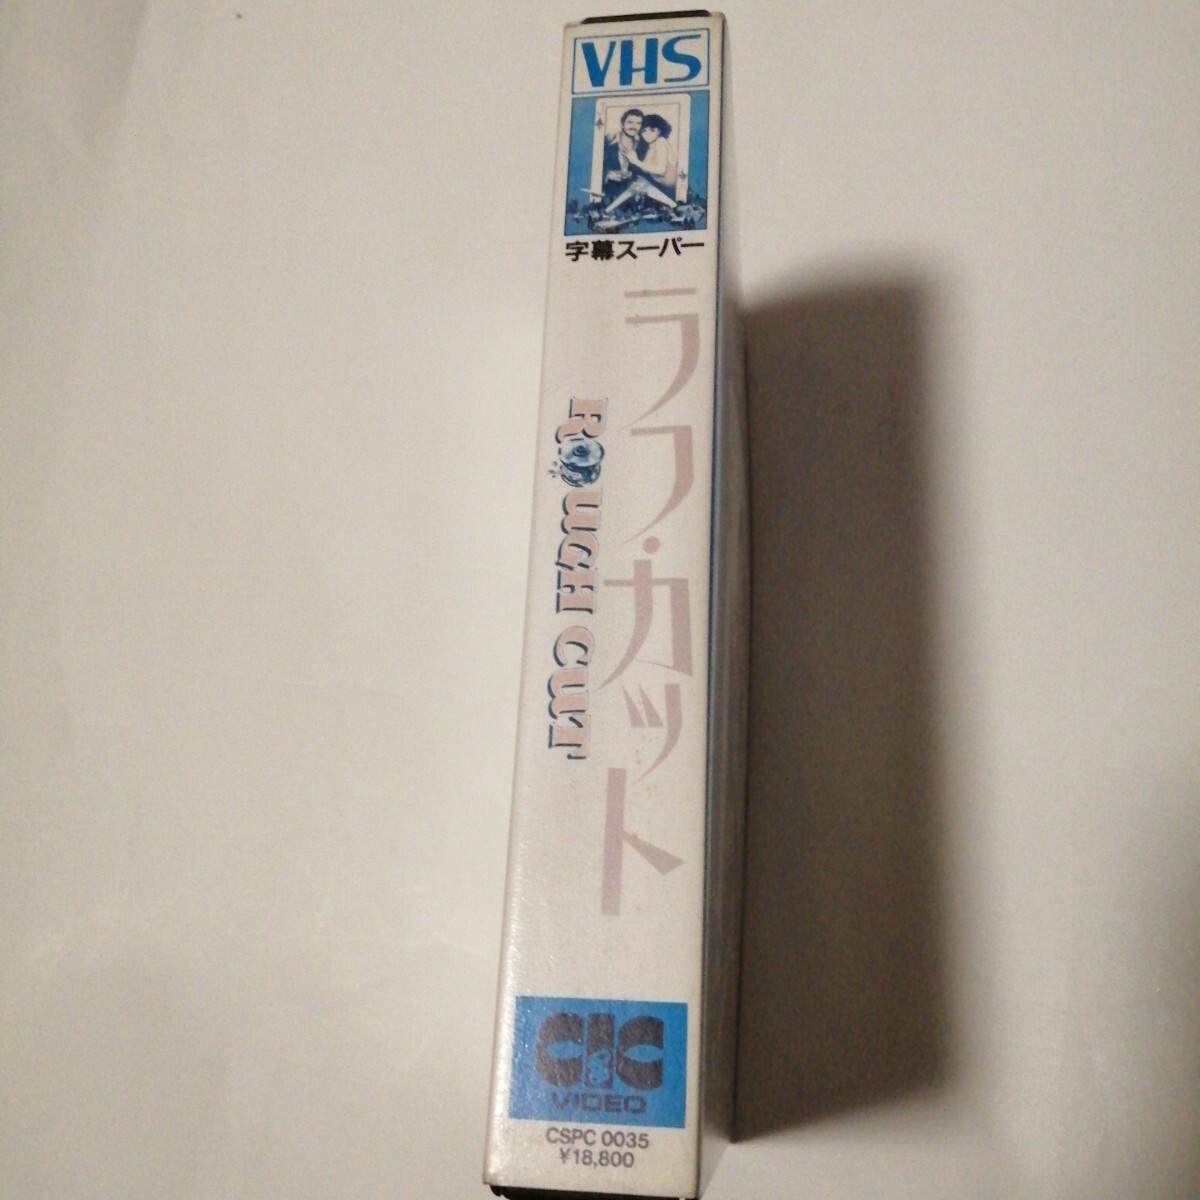 VHS
字幕スーパー
ラフ・カット
ROUGH CUT
CIC
VIDEO
CSPC 0035
¥18,800